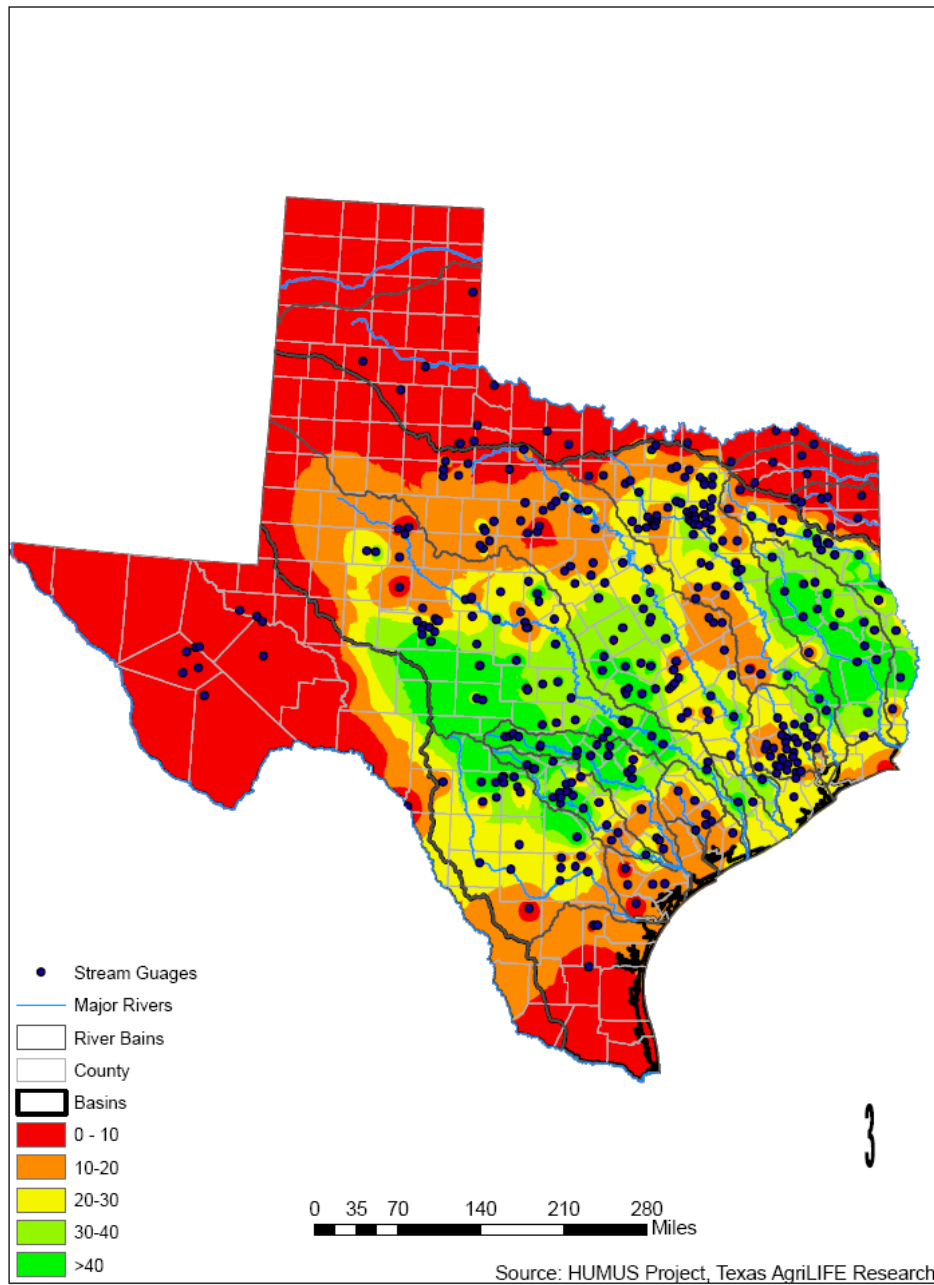 Stream Guages
Major Rivers
River Bains
County
Basins
0 - 10
10-20
20-30
30-40
>40
3
0 35 70 140 210 280
Miles
Source: HUMUS Project, Texas AgriLIFE Research